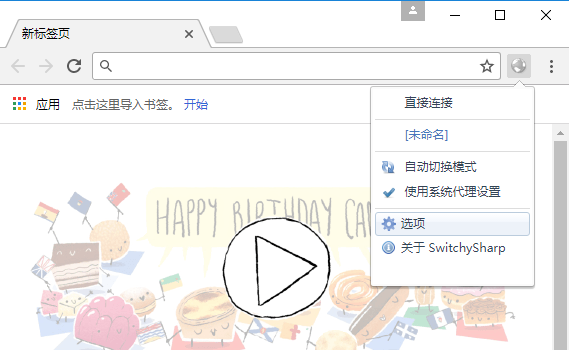 新标签页
应用 点击这里导入书签。 开始
直接连接
[未命名]
自动切换模式
使用系统代理设置
选项
关于 SwitchySharp
HAPPY BIRTHDAY